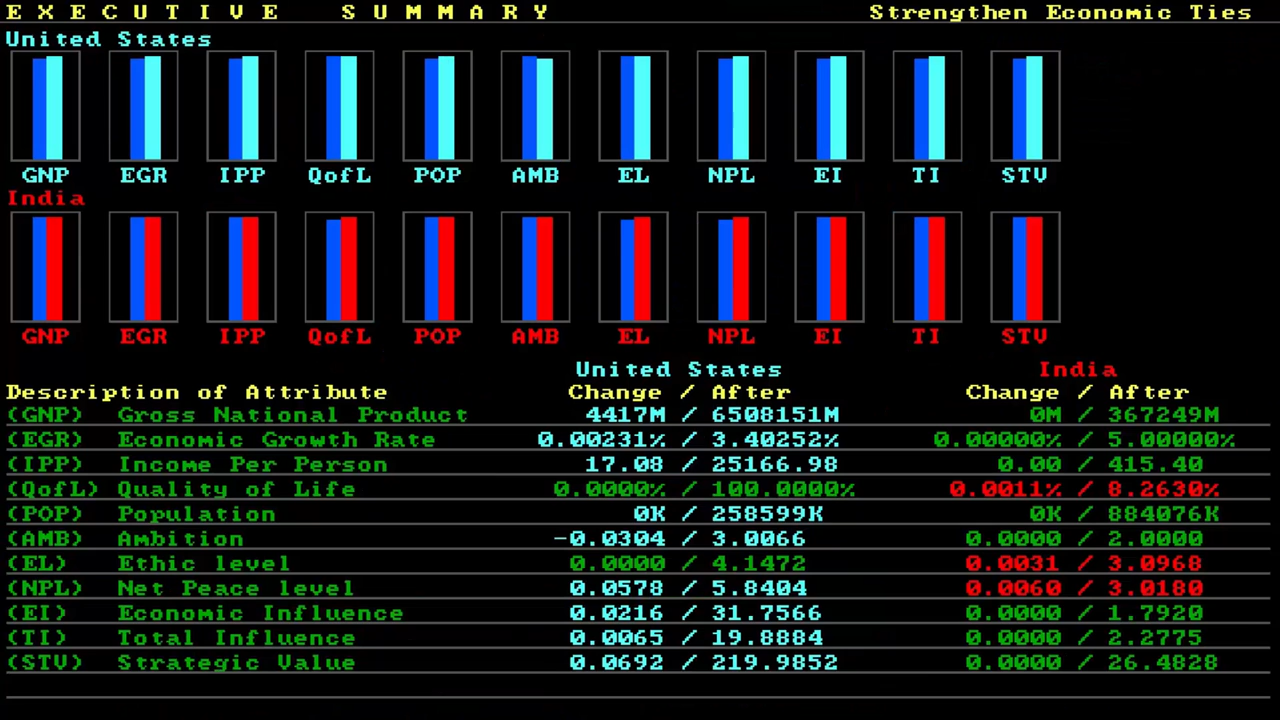 E X E C U T I V E   S U M M A R Y   Strengthen Economic Ties
United States
GNP EGR IPP QofL POP AMB EL NPL EI TI STV
India
GNP EGR IPP QofL POP AMB EL NPL EI TI STV
United States India
Description of Attribute Change / After Change / After
(GNP) Gross National Product 4417M / 6508151M 0M / 367249M
(EGR) Economic Growth Rate 0.00231% / 3.40252% 0.00000% / 5.00000%
(IPP) Income Per Person 17.08 / 25166.98 0.00 / 415.40
(QofL) Quality of Life 0.0000% / 100.0000% 0.0011% / 8.2630%
(POP) Population 0K / 258599K 0K / 884076K
(AMB) Ambition -0.0304 / 3.0066 0.0000 / 2.0000
(EL) Ethic level 0.0000 / 4.1472 0.0031 / 3.0968
(NPL) Net Peace level 0.0578 / 5.8404 0.0060 / 3.0180
(EI) Economic Influence 0.0216 / 31.7566 0.0000 / 1.7920
(TI) Total Influence 0.0065 / 19.8884 0.0000 / 2.2775
(STV) Strategic Value 0.0692 / 219.9852 0.0000 / 26.4828